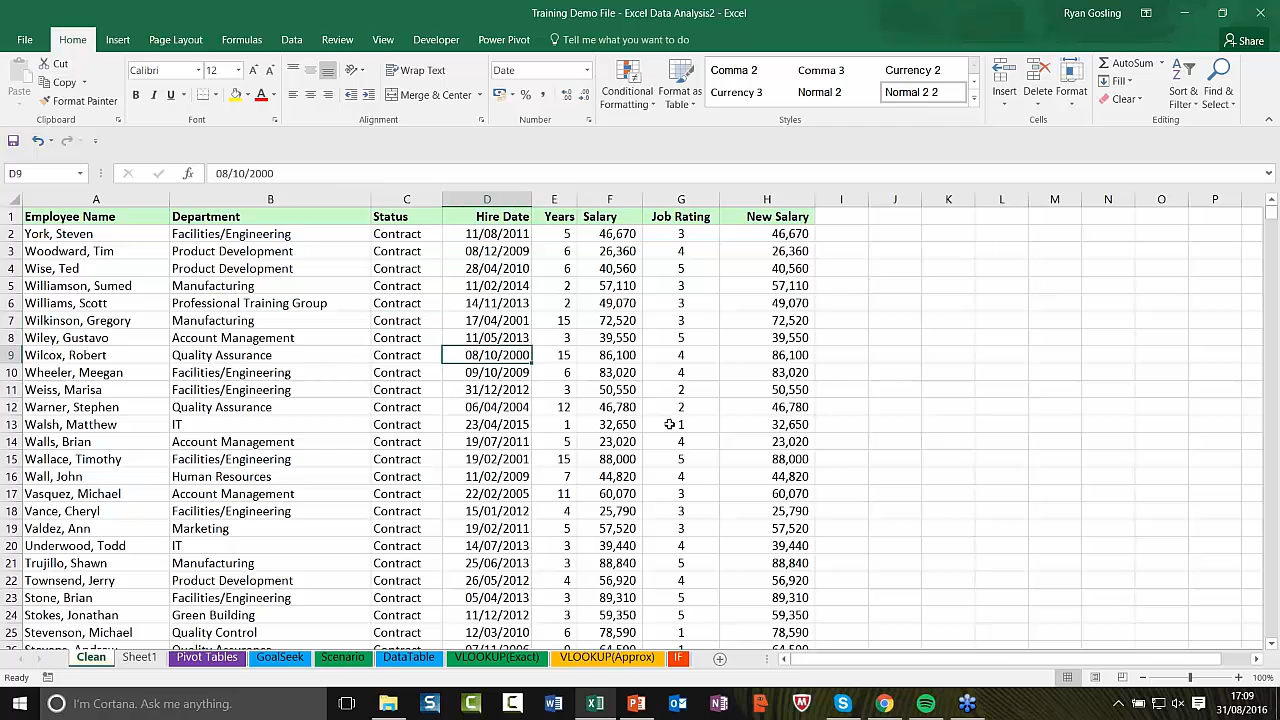 Training Demo File - Excel Data Analysis2 - Excel
Ryan Gosling
File Home Insert Page Layout Formulas Data Review View Developer Power Pivot Tell me what you want to do Share
Paste Cut Copy Format Painter Clipboard
Calibri 12 A A B I U A Font
Wrap Text Merge & Center Alignment
Date % , Number
Conditional Formatting Format as Table
Comma 2 Comma 3 Currency 2
Currency 3 Normal 2 Normal 2 2
Styles
Insert Delete Format Cells
AutoSum Fill Clear Sort & Filter Find & Select Editing
D9 fx 08/10/2000
A B C D E F G H I J K L M N O P
1 Employee Name Department Status Hire Date Years Salary Job Rating New Salary
2 York, Steven Facilities/Engineering Contract 11/08/2011 5 46,670 3 46,670
3 Woodward, Tim Product Development Contract 08/12/2009 6 26,360 4 26,360
4 Wise, Ted Product Development Contract 28/04/2010 6 40,560 5 40,560
5 Williamson, Sumed Manufacturing Contract 11/02/2014 2 57,110 3 57,110
6 Williams, Scott Professional Training Group Contract 14/11/2013 2 49,070 3 49,070
7 Wilkinson, Gregory Manufacturing Contract 17/04/2001 15 72,520 3 72,520
8 Wiley, Gustavo Account Management Contract 11/05/2013 3 39,550 5 39,550
9 Wilcox, Robert Quality Assurance Contract 08/10/2000 15 86,100 4 86,100
10 Wheeler, Meegan Facilities/Engineering Contract 09/10/2009 6 83,020 4 83,020
11 Weiss, Marisa Facilities/Engineering Contract 31/12/2012 3 50,550 2 50,550
12 Warner, Stephen Quality Assurance Contract 06/04/2004 12 46,780 2 46,780
13 Walsh, Matthew IT Contract 23/04/2015 1 32,650 1 32,650
14 Walls, Brian Account Management Contract 19/07/2011 5 23,020 4 23,020
15 Wallace, Timothy Facilities/Engineering Contract 19/02/2001 15 88,000 5 88,000
16 Wall, John Human Resources Contract 11/02/2009 7 44,820 4 44,820
17 Vasquez, Michael Account Management Contract 22/02/2005 11 60,070 3 60,070
18 Vance, Cheryl Facilities/Engineering Contract 15/01/2012 4 25,790 3 25,790
19 Valdez, Ann Marketing Contract 19/02/2011 5 57,520 3 57,520
20 Underwood, Todd IT Contract 14/07/2013 3 39,440 4 39,440
21 Trujillo, Shawn Manufacturing Contract 25/06/2013 3 88,840 5 88,840
22 Townsend, Jerry Product Development Contract 26/05/2012 4 56,920 4 56,920
23 Stone, Brian Facilities/Engineering Contract 05/04/2013 3 89,310 5 89,310
24 Stokes, Jonathan Green Building Contract 11/12/2012 3 59,350 5 59,350
25 Stevenson, Michael Quality Control Contract 12/03/2010 6 78,590 1 78,590
Clean Sheet1 Pivot Tables GoalSeek Scenario DataTable VLOOKUP(Exact) VLOOKUP(Approx) IF
Ready 100%
I'm Cortana. Ask me anything.
17:09
31/08/2016